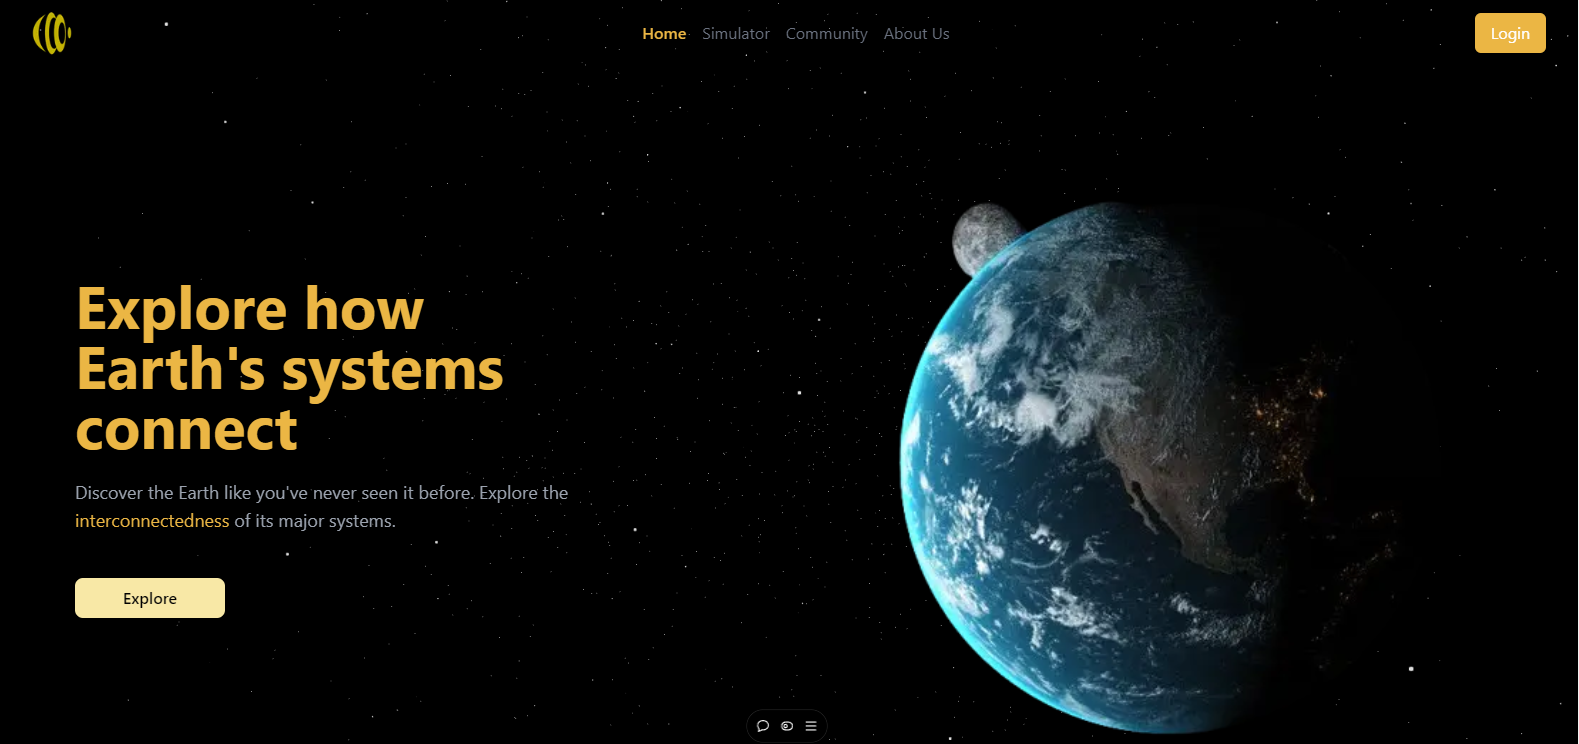 Home Simulator Community About Us Login
Explore how
Earth's systems
connect
Discover the Earth like you've never seen it before. Explore the
interconnectedness of its major systems.
Explore